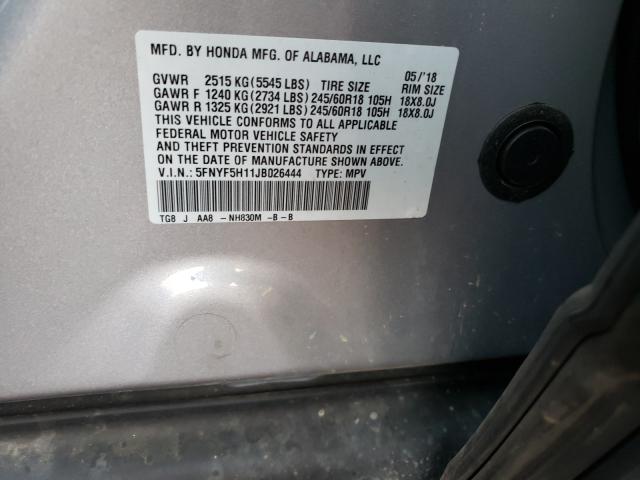 MFD. BY HONDA MFG. OF ALABAMA, LLC
GVWR 2515 KG (5545 LBS) TIRE SIZE 05/'18 RIM SIZE
GAWR F 1240 KG (2734 LBS) 245/60R18 105H 18X8.0J
GAWR R 1325 KG (2921 LBS) 245/60R18 105H 18X8.0J
THIS VEHICLE CONFORMS TO ALL APPLICABLE
FEDERAL MOTOR VEHICLE SAFETY
AND THEFT PREVENTION STANDARDS IN EFFECT
ON THE DATE OF MANUFACTURE SHOWN ABOVE.
V.I.N.: 5FNYF5H11JB026444 TYPE: MPV
TG8 J AA8 -NH830M -B-B